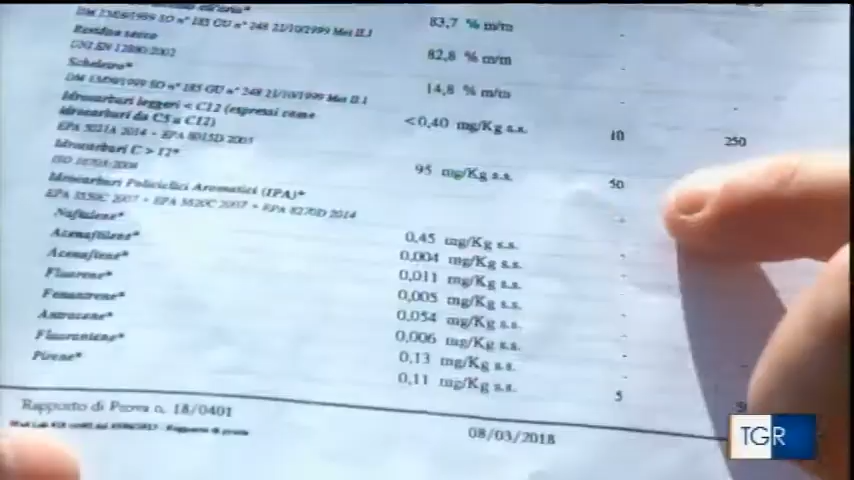 83,7 % m/m
DM 13/09/1999 SO n° 185 GU n° 248 21/10/1999 Met II.1
Residuo secco
82,8 % m/m
UNI EN 12880/2002
Scheletro*
14,8 % m/m
DM 13/09/1999 SO n° 185 GU n° 248 21/10/1999 Met II.1
Idrocarburi leggeri < C12 (espressi come
idrocarburi da C5 a C12)
<0,40 mg/Kg s.s. 10 250
EPA 5021A 2014 + EPA 8015D 2003
Idrocarburi C > 12*
95 mg/Kg s.s. 50
ISO 16703:2004
Idrocarburi Policiclici Aromatici (IPA)*
EPA 3550C 2007 + EPA 3620C 2007 + EPA 8270D 2014
Naftalene* 0,45 mg/Kg s.s. -
Acenaftilene* 0,004 mg/Kg s.s. -
Acenaftene* 0,011 mg/Kg s.s. -
Fluorene* 0,005 mg/Kg s.s. -
Fenantrene* 0,054 mg/Kg s.s. -
Antracene* 0,006 mg/Kg s.s. -
Fluorantene* 0,13 mg/Kg s.s. -
Pirene* 0,11 mg/Kg s.s. 5
Rapporto di Prova n. 18/0401
08/03/2018
TGR